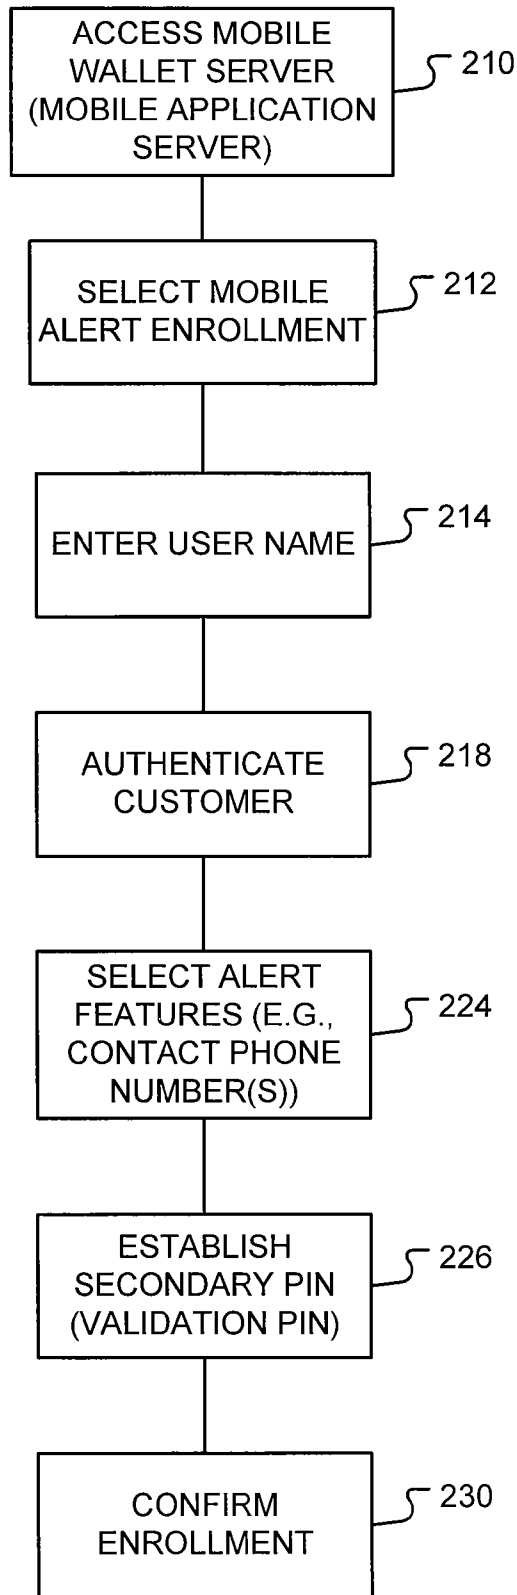 ACCESS MOBILE
WALLET SERVER
(MOBILE APPLICATION
SERVER)
210
SELECT MOBILE
ALERT ENROLLMENT
212
ENTER USER NAME
214
AUTHENTICATE
CUSTOMER
218
SELECT ALERT
FEATURES (E.G.,
CONTACT PHONE
NUMBER(S))
224
ESTABLISH
SECONDARY PIN
(VALIDATION PIN)
226
CONFIRM
ENROLLMENT
230